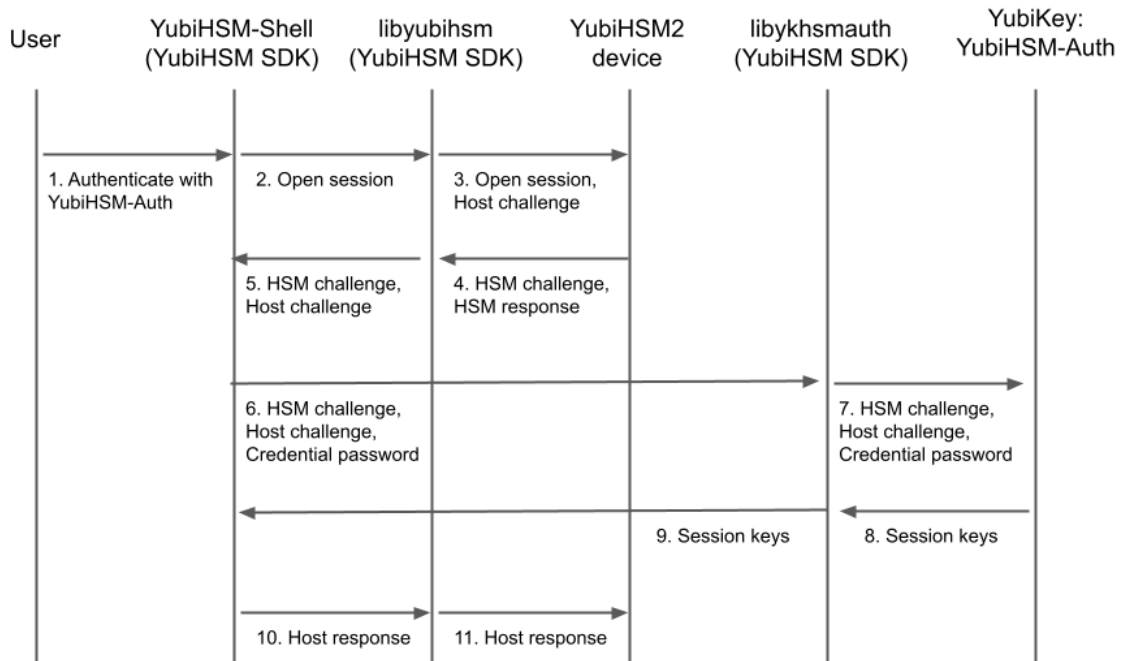 User
YubiHSM-Shell
(YubiHSM SDK)
libyubihsm
(YubiHSM SDK)
YubiHSM2
device
libykhsmauth
(YubiHSM SDK)
YubiKey:
YubiHSM-Auth
1. Authenticate with
YubiHSM-Auth
2. Open session
3. Open session,
Host challenge
5. HSM challenge,
Host challenge
4. HSM challenge,
HSM response
6. HSM challenge,
Host challenge,
Credential password
7. HSM challenge,
Host challenge,
Credential password
9. Session keys
8. Session keys
10. Host response
11. Host response